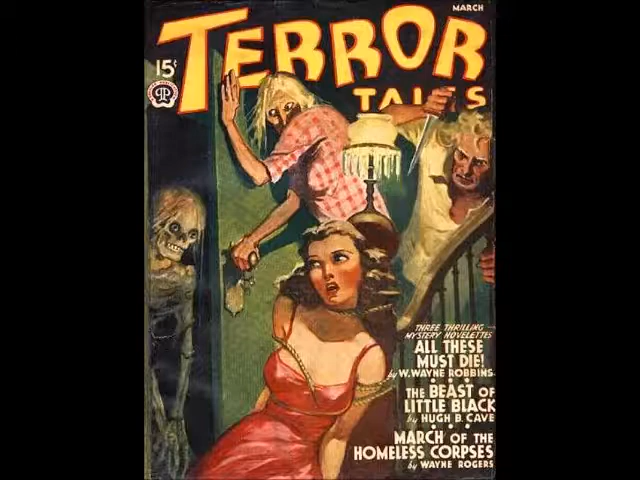 MARCH
TERROR
TALES
15¢
PP
THREE THRILLING
MYSTERY NOVELETTES
ALL THESE
MUST DIE!
by W. WAYNE ROBBINS
THE BEAST OF
LITTLE BLACK
by HUGH B. CAVE
MARCH OF THE
HOMELESS CORPSES
by WAYNE ROGERS